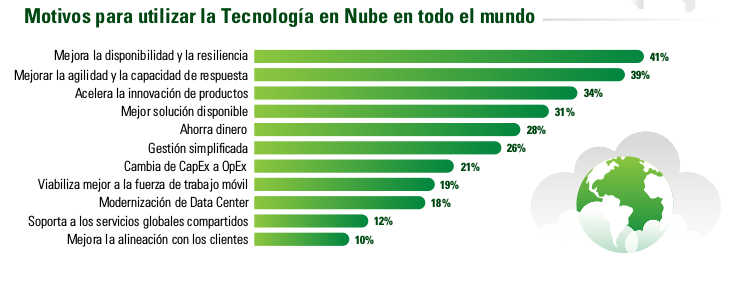 Motivos para utilizar la Tecnología en Nube en todo el mundo
Mejora la disponibilidad y la resiliencia 41%
Mejorar la agilidad y la capacidad de respuesta 39%
Acelera la innovación de productos 34%
Mejor solución disponible 31%
Ahorra dinero 28%
Gestión simplificada 26%
Cambia de CapEx a OpEx 21%
Viabiliza mejor a la fuerza de trabajo móvil 19%
Modernización de Data Center 18%
Soporta a los servicios globales compartidos 12%
Mejora la alineación con los clientes 10%